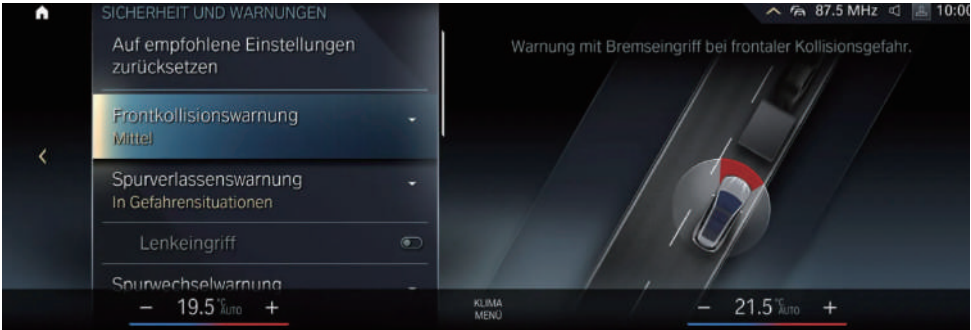 SICHERHEIT UND WARNUNGEN
87.5 MHz
10:00
Auf empfohlene Einstellungen
zurücksetzen
Warnung mit Bremseingriff bei frontaler Kollisionsgefahr.
Frontkollisionswarnung
Mittel
Spurverlassenswarnung
In Gefahrensituationen
Lenkeingriff
Spurwechselwarnung
− 19.5 °C AUTO +
KLIMA
MENÜ
− 21.5 °C AUTO +